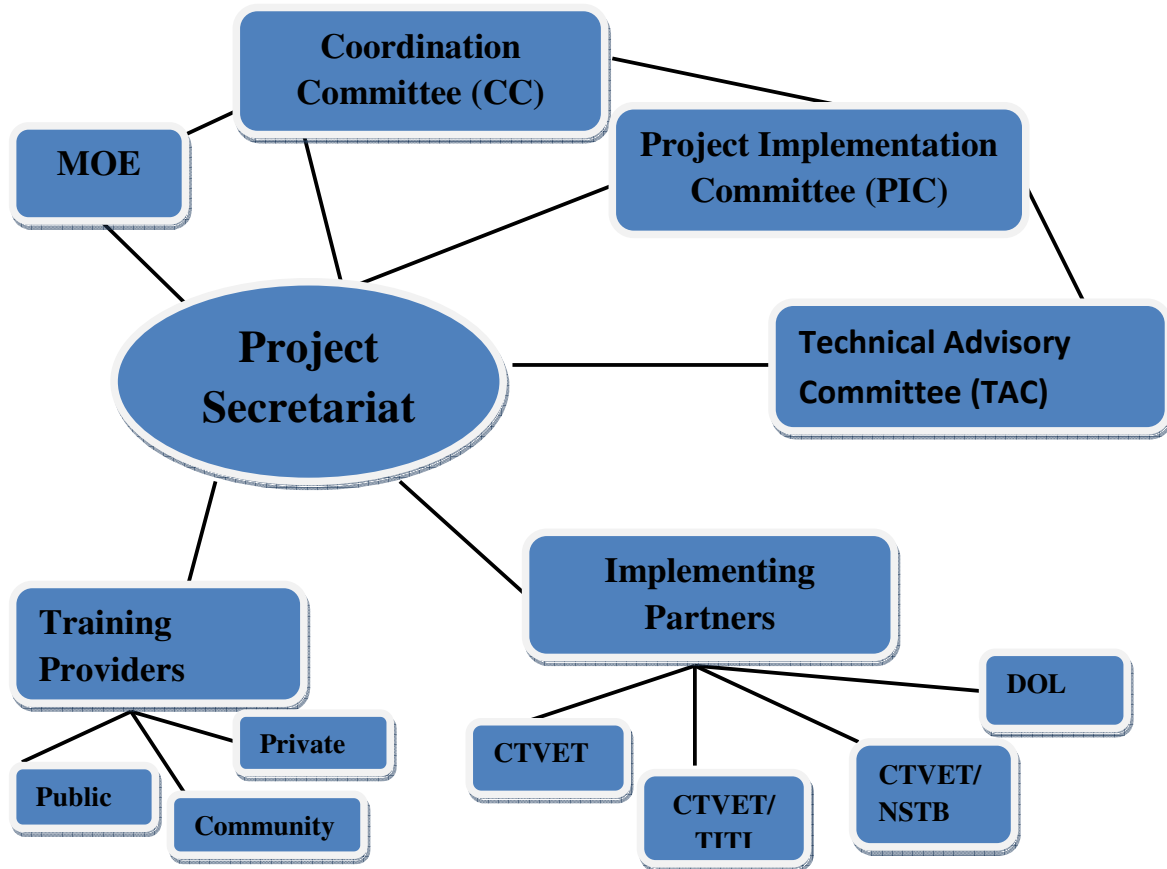 Coordination
Committee (CC)
MOE
Project Implementation
Committee (PIC)
Project
Secretariat
Technical Advisory
Committee (TAC)
Training
Providers
Implementing
Partners
Private
Public
Community
CTVET
CTVET/
TITI
CTVET/
NSTB
DOL